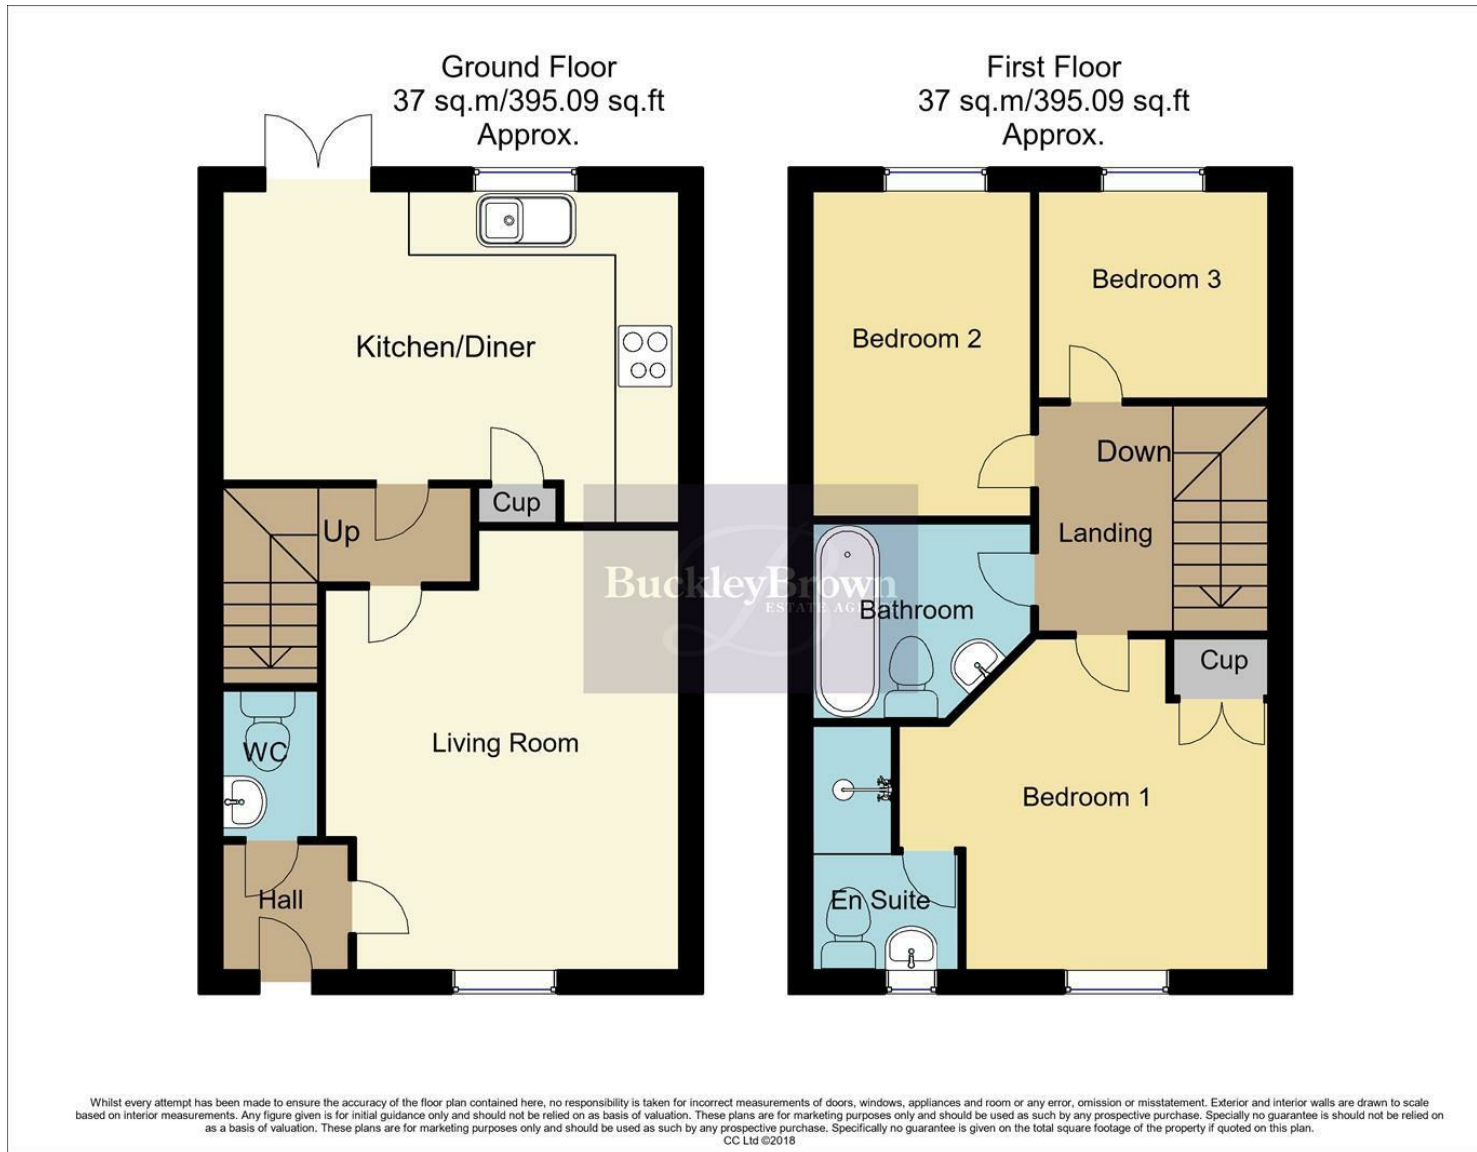 Ground Floor
37 sq.m/395.09 sq.ft
Approx.
First Floor
37 sq.m/395.09 sq.ft
Approx.
Kitchen/Diner
Cup
Up
WC
Living Room
Hall
Bedroom 2
Bedroom 3
Down
Landing
Bathroom
Cup
Bedroom 1
En Suite
BuckleyBrown
ESTATE
Whilst every attempt has been made to ensure the accuracy of the floor plan contained here, no responsibility is taken for incorrect measurements of doors, windows, appliances and room or any error, omission or misstatement. Exterior and interior walls are drawn to scale
based on interior measurements. Any figure given is for initial guidance only and should not be relied on as basis of valuation. These plans are for marketing purposes only and should be used as such by any prospective purchase. Specially no guarantee is should not be relied on
as a basis of valuation. These plans are for marketing purposes only and should be used as such by any prospective purchase. Specifically no guarantee is given on the total square footage of the property if quoted on this plan.
CC Ltd ©2018